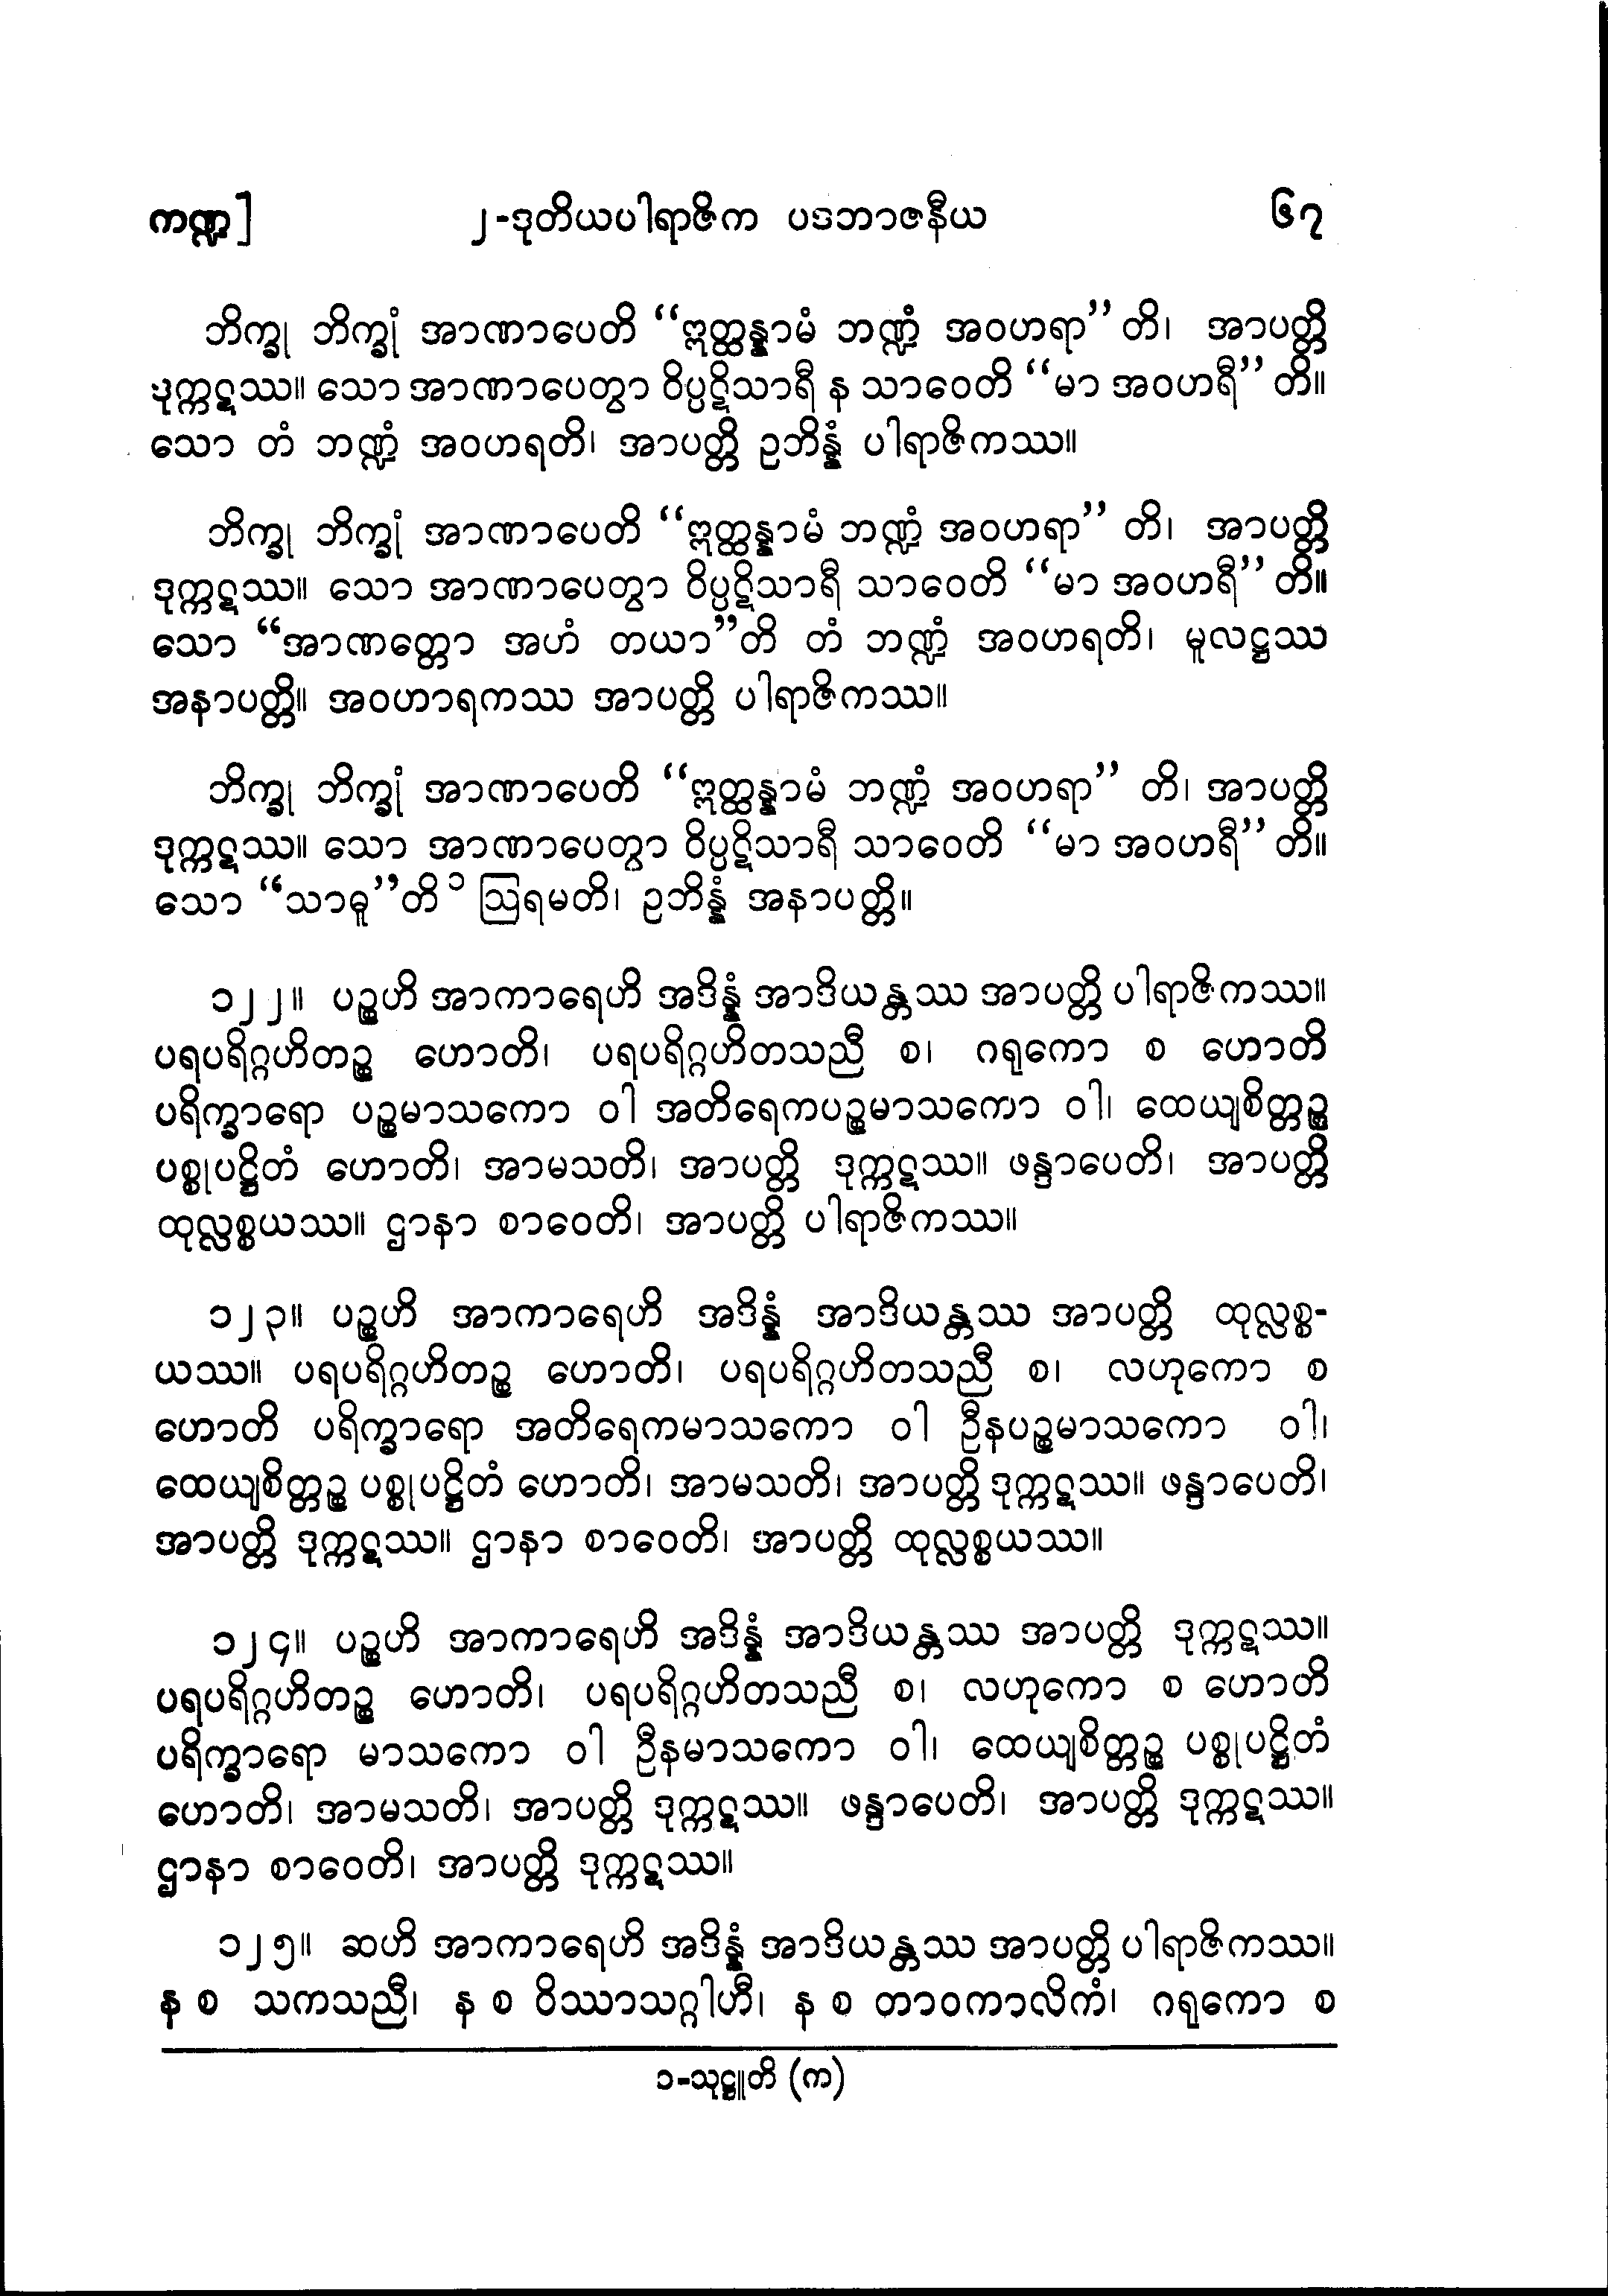 ကဏ္ဍ] ၂-ဒုတိယပါရာဇိက ပဒဘာဇနီယ ၆၇
ဘိက္ခု ဘိက္ခုံ အာဏာပေတိ “ဣတ္ထန္နာမံ ဘဏ္ဍံ အဝဟရာ” တိ၊ အာပတ္တိ
ဒုက္ကဋဿ။ သော အာဏာပေတွာ ဝိပ္ပဋိသာရီ န သာဝေတိ “မာ အဝဟရီ” တိ။
သော တံ ဘဏ္ဍံ အဝဟရတိ၊ အာပတ္တိ ဥဘိန္နံ ပါရာဇိကဿ။
ဘိက္ခု ဘိက္ခုံ အာဏာပေတိ “ဣတ္ထန္နာမံ ဘဏ္ဍံ အဝဟရာ” တိ၊ အာပတ္တိ
ဒုက္ကဋဿ။ သော အာဏာပေတွာ ဝိပ္ပဋိသာရီ သာဝေတိ “မာ အဝဟရီ” တိ။
သော “အာဏတ္တော အဟံ တယာ”တိ တံ ဘဏ္ဍံ အဝဟရတိ၊ မူလဋ္ဌဿ
အနာပတ္တိ။ အဝဟာရကဿ အာပတ္တိ ပါရာဇိကဿ။
ဘိက္ခု ဘိက္ခုံ အာဏာပေတိ “ဣတ္ထန္နာမံ ဘဏ္ဍံ အဝဟရာ” တိ၊ အာပတ္တိ
ဒုက္ကဋဿ။ သော အာဏာပေတွာ ဝိပ္ပဋိသာရီ သာဝေတိ “မာ အဝဟရီ” တိ။
သော “သာဓူ”တိ ၁ ဩရမတိ၊ ဥဘိန္နံ အနာပတ္တိ။
၁၂၂။ ပဉ္စဟိ အာကာရေဟိ အဒိန္နံ အာဒိယန္တဿ အာပတ္တိ ပါရာဇိကဿ။
ပရပရိဂ္ဂဟိတဉ္စ ဟောတိ၊ ပရပရိဂ္ဂဟိတသညီ စ၊ ဂရုကော စ ဟောတိ
ပရိက္ခာရော ပဉ္စမာသကော ဝါ အတိရေကပဉ္စမာသကော ဝါ၊ ထေယျစိတ္တဉ္စ
ပစ္စုပဋ္ဌိတံ ဟောတိ၊ အာမသတိ၊ အာပတ္တိ ဒုက္ကဋဿ။ ဖန္ဒာပေတိ၊ အာပတ္တိ
ထုလ္လစ္စယဿ။ ဌာနာ စာဝေတိ၊ အာပတ္တိ ပါရာဇိကဿ။
၁၂၃။ ပဉ္စဟိ အာကာရေဟိ အဒိန္နံ အာဒိယန္တဿ အာပတ္တိ ထုလ္လစ္စ-
ယဿ။ ပရပရိဂ္ဂဟိတဉ္စ ဟောတိ၊ ပရပရိဂ္ဂဟိတသညီ စ၊ လဟုကော စ
ဟောတိ ပရိက္ခာရော အတိရေကမာသကော ဝါ ဦနပဉ္စမာသကော ဝါ၊
ထေယျစိတ္တဉ္စ ပစ္စုပဋ္ဌိတံ ဟောတိ၊ အာမသတိ၊ အာပတ္တိ ဒုက္ကဋဿ။ ဖန္ဒာပေတိ၊
အာပတ္တိ ဒုက္ကဋဿ။ ဌာနာ စာဝေတိ၊ အာပတ္တိ ထုလ္လစ္စယဿ။
၁၂၄။ ပဉ္စဟိ အာကာရေဟိ အဒိန္နံ အာဒိယန္တဿ အာပတ္တိ ဒုက္ကဋဿ။
ပရပရိဂ္ဂဟိတဉ္စ ဟောတိ၊ ပရပရိဂ္ဂဟိတသညီ စ၊ လဟုကော စ ဟောတိ
ပရိက္ခာရော မာသကော ဝါ ဦနမာသကော ဝါ၊ ထေယျစိတ္တဉ္စ ပစ္စုပဋ္ဌိတံ
ဟောတိ၊ အာမသတိ၊ အာပတ္တိ ဒုက္ကဋဿ။ ဖန္ဒာပေတိ၊ အာပတ္တိ ဒုက္ကဋဿ။
ဌာနာ စာဝေတိ၊ အာပတ္တိ ဒုက္ကဋဿ။
၁၂၅။ ဆဟိ အာကာရေဟိ အဒိန္နံ အာဒိယန္တဿ အာပတ္တိ ပါရာဇိကဿ။
န စ သကသညီ၊ န စ ဝိဿာသဂ္ဂါဟီ၊ န စ တာဝကာလိကံ၊ ဂရုကော စ
၁-သုဋ္ဌူတိ (က)